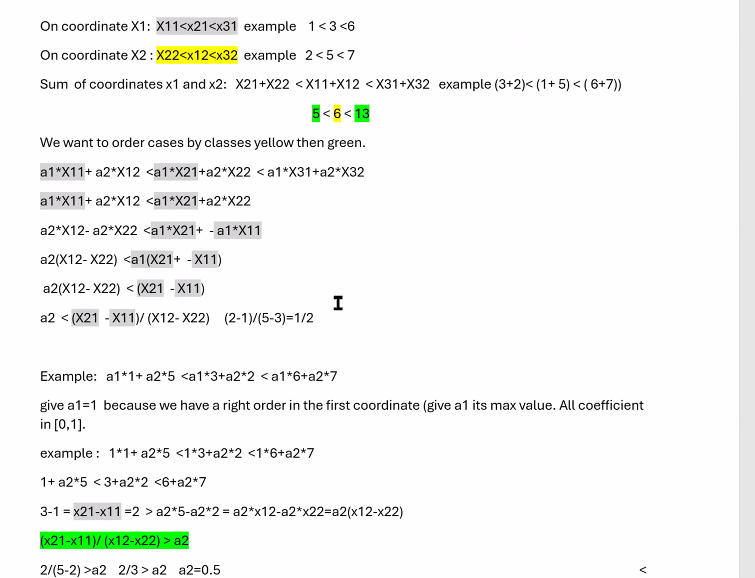 On coordinate X1: X11<x21<x31 example 1 < 3 <6
On coordinate X2 : X22<x12<x32 example 2 < 5 < 7
Sum of coordinates x1 and x2: X21+X22 < X11+X12 < X31+X32 example (3+2)< (1+ 5) < ( 6+7))
5 < 6 < 13
We want to order cases by classes yellow then green.
a1*X11+ a2*X12 <a1*X21+a2*X22 < a1*X31+a2*X32
a1*X11+ a2*X12 <a1*X21+a2*X22
a2*X12- a2*X22 <a1*X21+ - a1*X11
a2(X12- X22) <a1(X21+ - X11)
a2(X12- X22) < (X21 - X11)
a2 < (X21 - X11)/ (X12- X22) (2-1)/(5-3)=1/2
Example: a1*1+ a2*5 <a1*3+a2*2 < a1*6+a2*7
give a1=1 because we have a right order in the first coordinate (give a1 its max value. All coefficient
in [0,1].
example : 1*1+ a2*5 <1*3+a2*2 <1*6+a2*7
1+ a2*5 < 3+a2*2 <6+a2*7
3-1 = x21-x11 =2 > a2*5-a2*2 = a2*x12-a2*x22=a2(x12-x22)
(x21-x11)/ (x12-x22) > a2
2/(5-2) >a2 2/3 > a2 a2=0.5 <